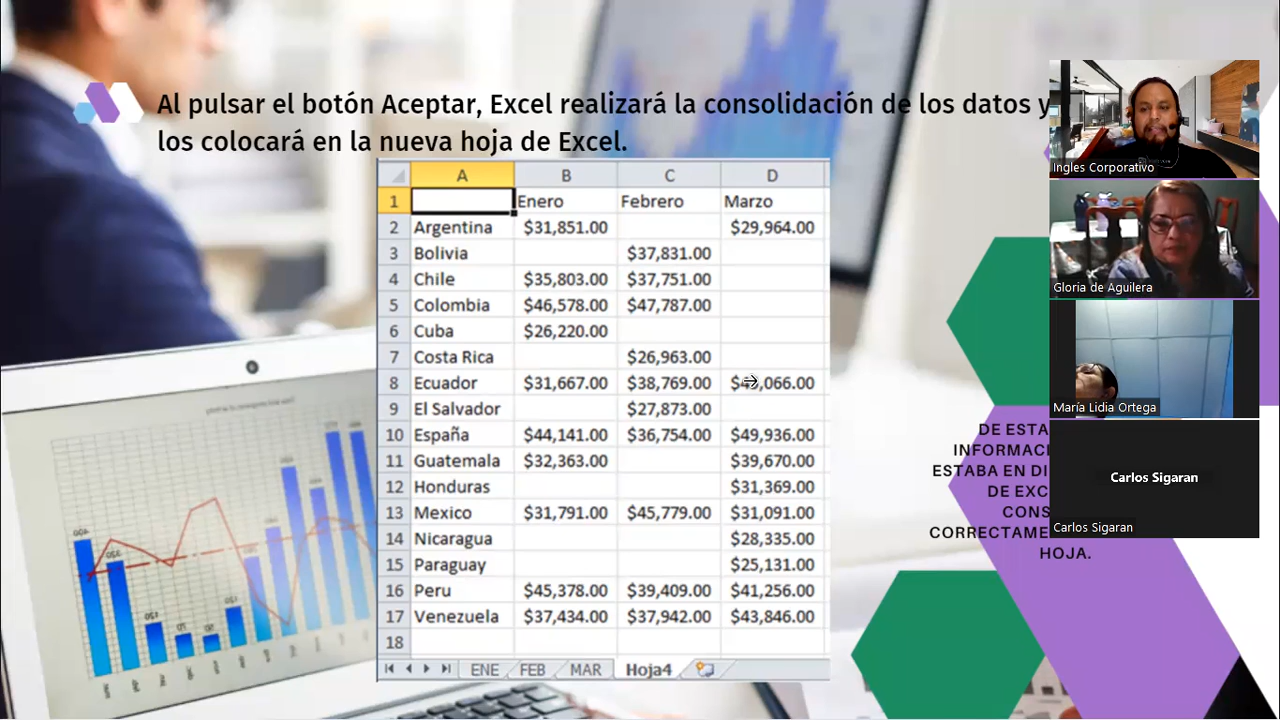 Al pulsar el botón Aceptar, Excel realizará la consolidación de los datos y
los colocará en la nueva hoja de Excel.
A B C D
1 Enero Febrero Marzo
2 Argentina $31,851.00 $29,964.00
3 Bolivia $37,831.00
4 Chile $35,803.00 $37,751.00
5 Colombia $46,578.00 $47,787.00
6 Cuba $26,220.00
7 Costa Rica $26,963.00
8 Ecuador $31,667.00 $38,769.00
9 El Salvador $27,873.00
10 España $44,141.00 $36,754.00 $49,936.00
11 Guatemala $32,363.00 $39,670.00
12 Honduras $31,369.00
13 Mexico $31,791.00 $45,779.00 $31,091.00
14 Nicaragua $28,335.00
15 Paraguay $25,131.00
16 Peru $45,378.00 $39,409.00 $41,256.00
17 Venezuela $37,434.00 $37,942.00 $43,846.00
18
ENE FEB MAR Hoja4
DE ESTA
INFORMACI
ESTABA EN DI
DE EXC
CONS
CORRECTAME
HOJA.
Ingles Corporativo
Gloria de Aguilera
María Lidia Ortega
Carlos Sigaran
Carlos Sigaran